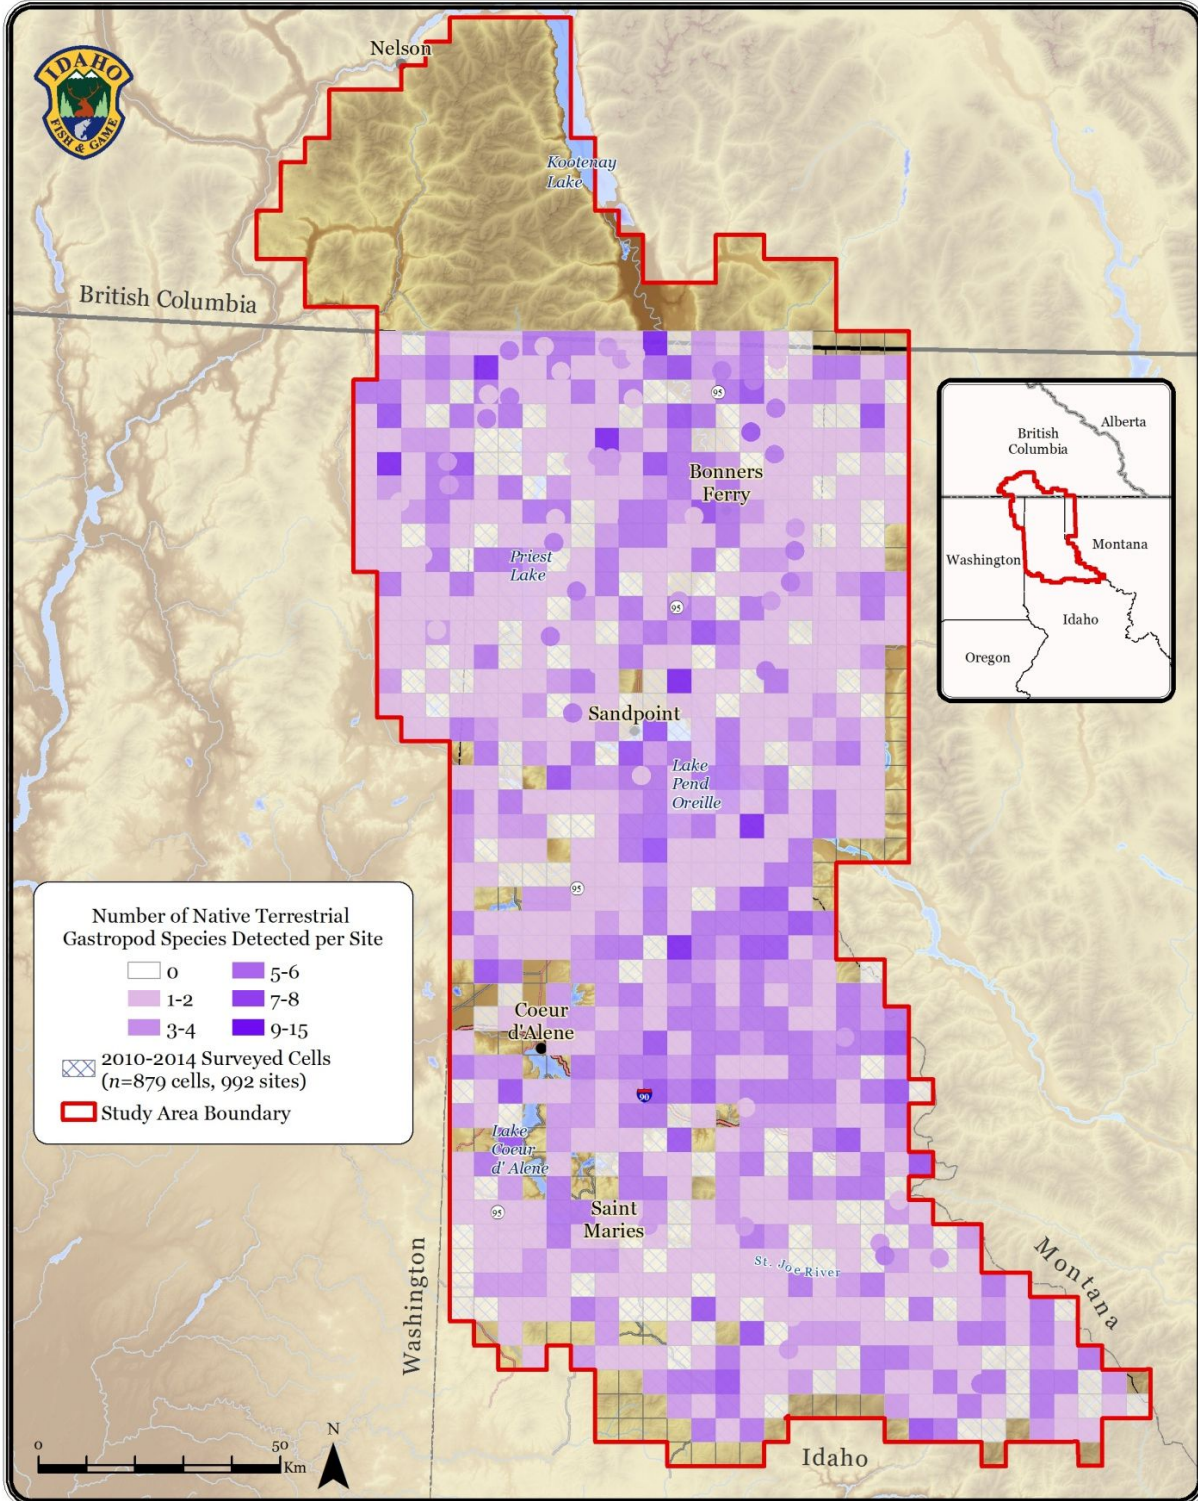 IDAHO
FISH & GAME
Nelson
Kootenay
Lake
British Columbia
95
Bonners
Ferry
Priest
Lake
95
Sandpoint
Lake
Pend
Oreille
95
Coeur
d'Alene
90
Lake
Coeur
d' Alene
95
Saint
Maries
St. Joe River
Washington
Montana
Idaho
Alberta
British
Columbia
Washington
Montana
Idaho
Oregon
Number of Native Terrestrial
Gastropod Species Detected per Site
0
5-6
1-2
7-8
3-4
9-15
2010-2014 Surveyed Cells
(n=879 cells, 992 sites)
Study Area Boundary
0
50
Km
N